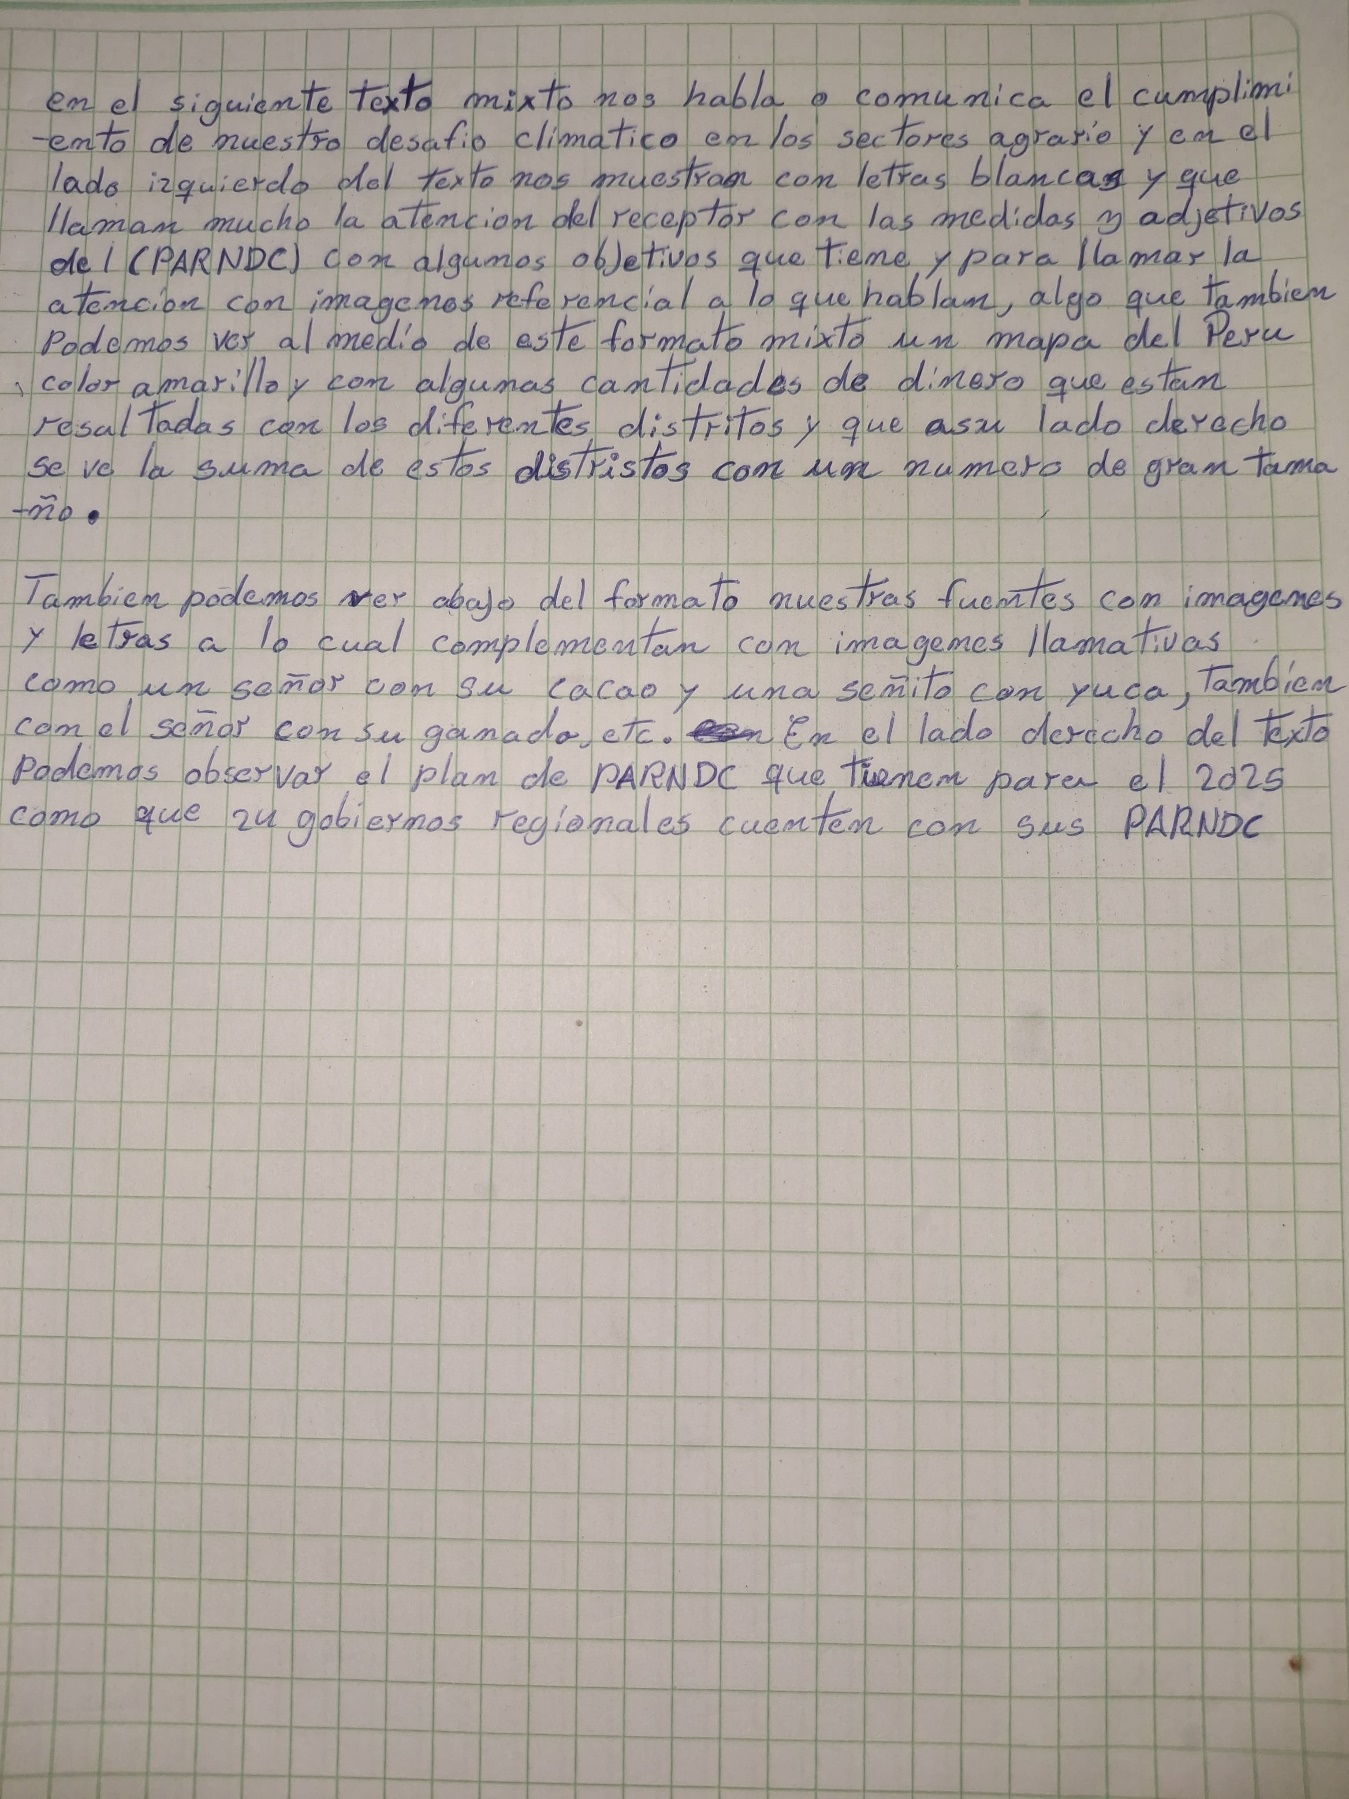 en el siguiente texto mixto nos habla o comunica el cumplimi
-ento de nuestro desafio climatico en los sectores agrario y en el
lado izquierdo del texto nos muestran con letras blancas y que
llaman mucho la atencion del receptor con las medidas y adjetivos
del (PARNDC) con algunos objetivos que tiene y para llamar la
atencion con imagenes referencial a lo que hablan, algo que tambien
Podemos ver al medio de este formato mixto un mapa del Peru
color amarillo y con algunas cantidades de dinero que estan
resaltadas con los diferentes distritos y que asu lado derecho
se ve la suma de estos distristos con un numero de gran tama
-ño.
Tambien podemos ver abajo del formato nuestras fuentes con imagenes
y letras a lo cual complementan con imagenes llamativas
como un señor con su cacao y una señito con yuca, Tambien
con el señor con su ganado, etc. En el lado derecho del texto
Podemos observar el plan de PARNDC que tienen para el 2025
como que 24 gobiernos regionales cuenten con sus PARNDC